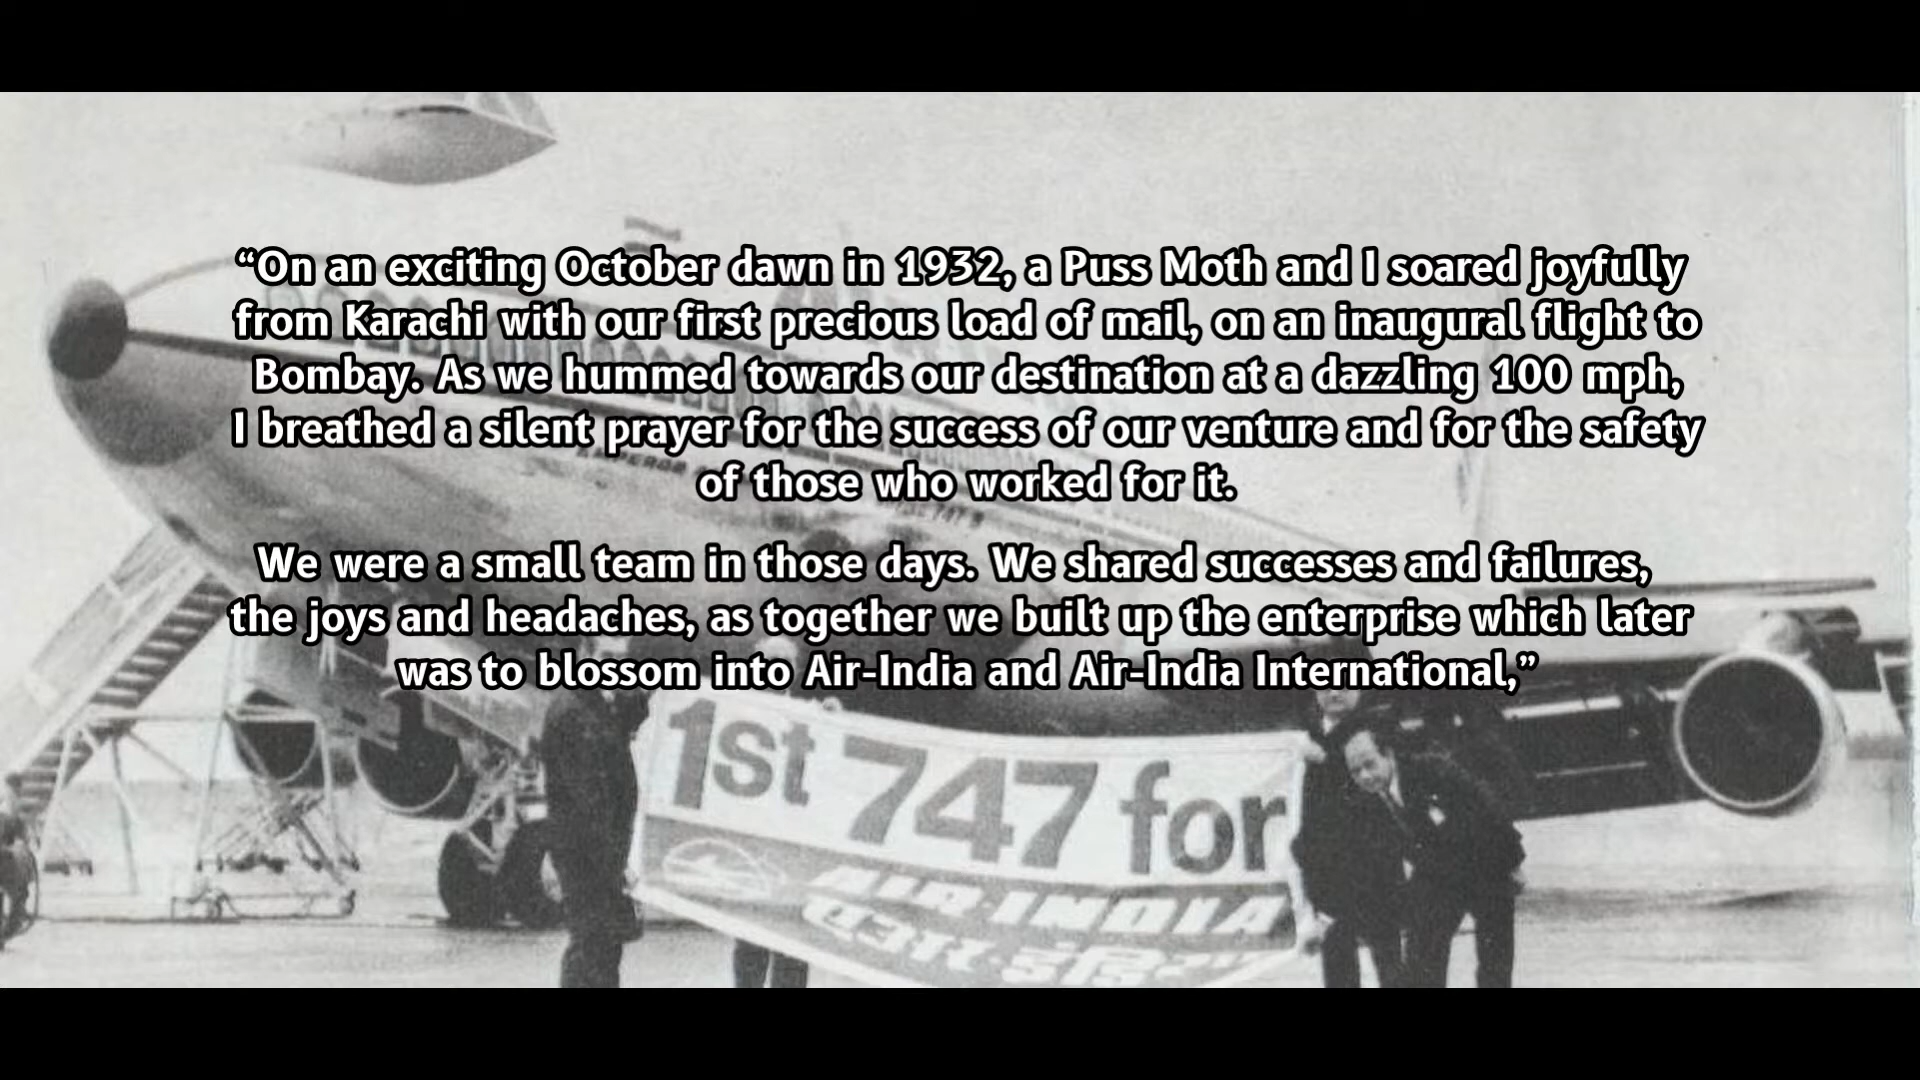 “On an exciting October dawn in 1932, a Puss Moth and I soared joyfully
from Karachi with our first precious load of mail, on an inaugural flight to
Bombay. As we hummed towards our destination at a dazzling 100 mph,
I breathed a silent prayer for the success of our venture and for the safety
of those who worked for it.
We were a small team in those days. We shared successes and failures,
the joys and headaches, as together we built up the enterprise which later
was to blossom into Air-India and Air-India International,”
1st 747 for
AIR-INDIA